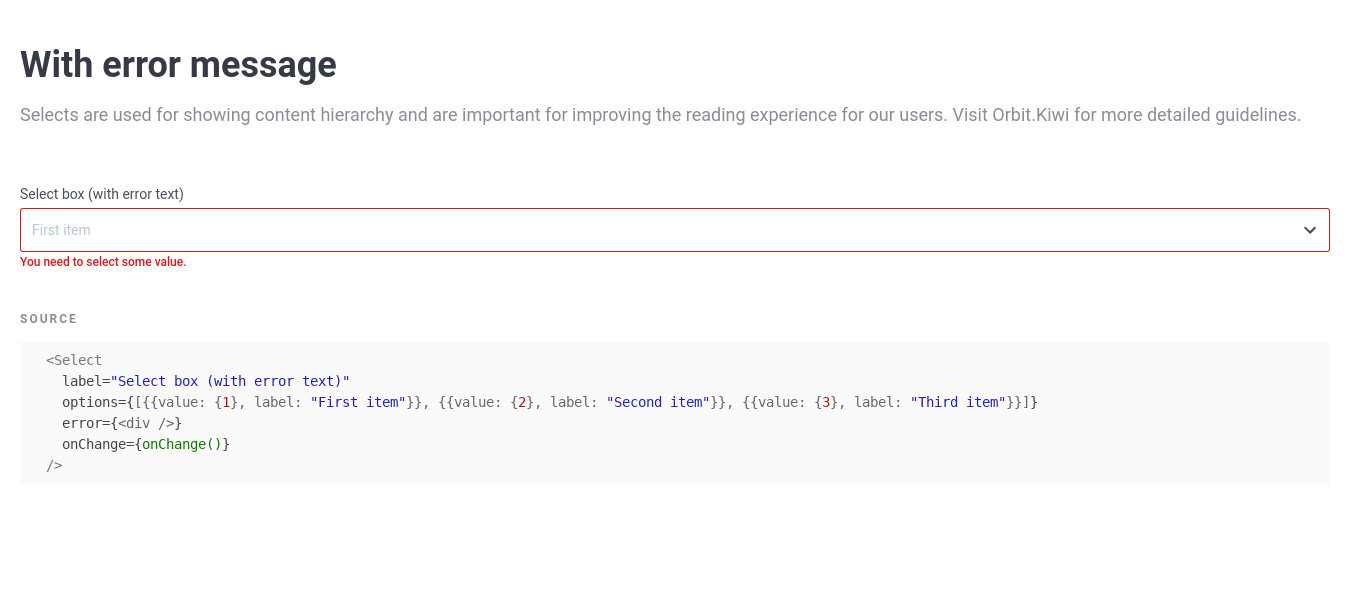 With error message
Selects are used for showing content hierarchy and are important for improving the reading experience for our users. Visit Orbit.Kiwi for more detailed guidelines.
Select box (with error text)
First item
You need to select some value.
SOURCE
<Select
label="Select box (with error text)"
options={[{{value: {1}, label: "First item"}}, {{value: {2}, label: "Second item"}}, {{value: {3}, label: "Third item"}}]}
error={<div />}
onChange={onChange()}
/>